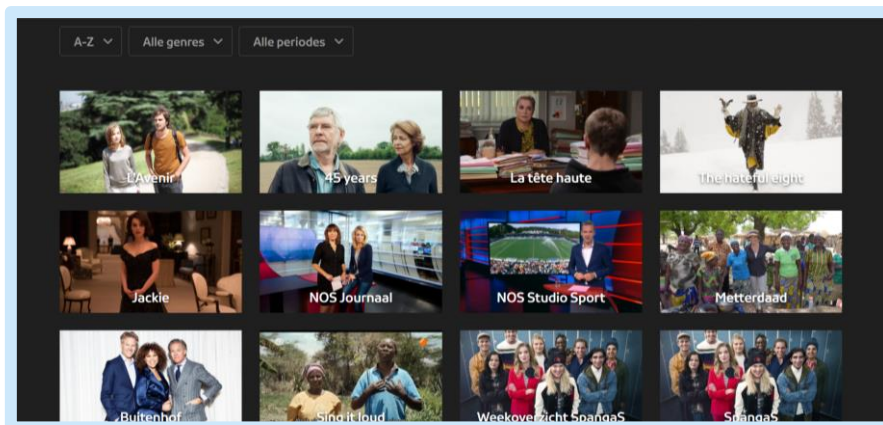 A-Z
Alle genres
Alle periodes
L'Avenir
45 years
La tête haute
The hateful eight
Jackie
NOS Journaal
NOS Studio Sport
Metterdaad
Buitenhof
Sing it loud
Weekoverzicht SpangaS
SpangaS